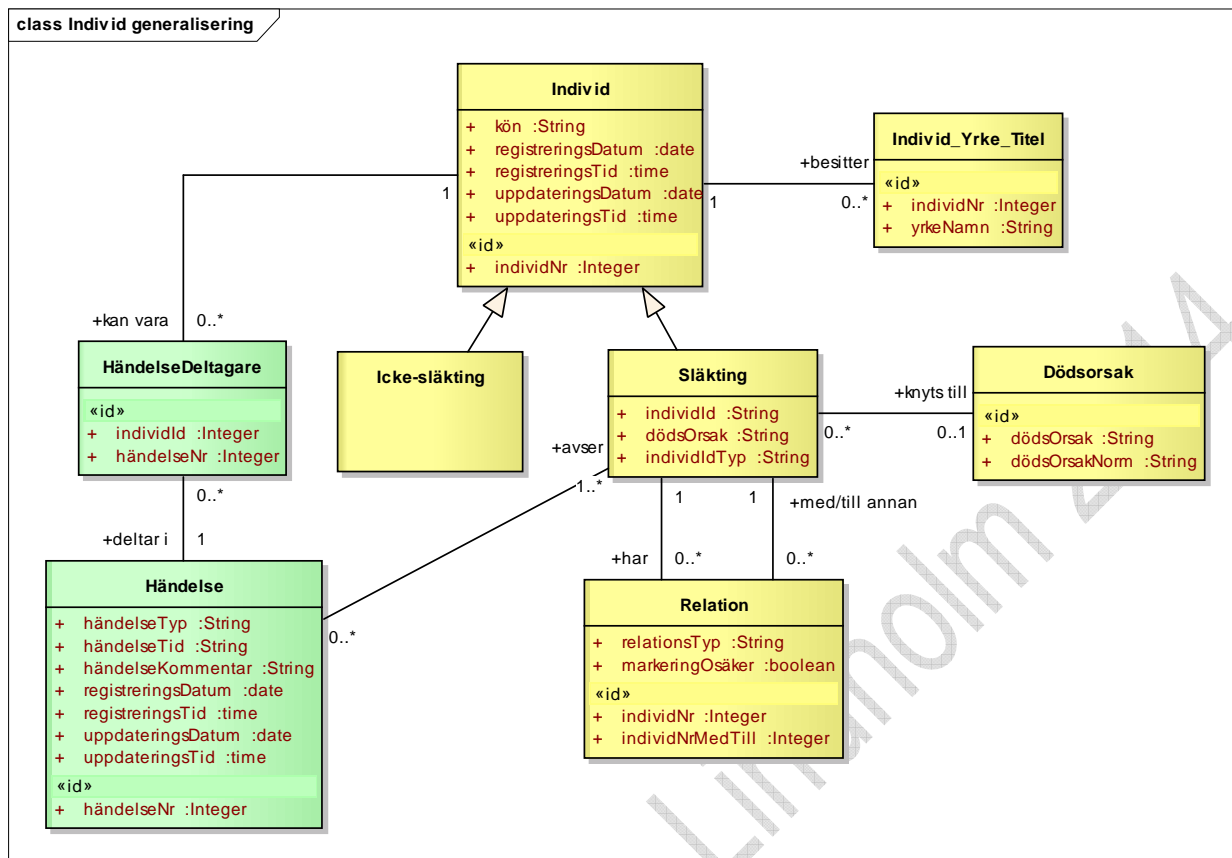 class Individ generalisering
Individ
+ kön :String
+ registreringsDatum :date
+ registreringsTid :time
+ uppdateringsDatum :date
+ uppdateringsTid :time
«id»
+ individNr :Integer
Individ_Yrke_Titel
«id»
+ individNr :Integer
+ yrkeNamn :String
+besitter
1
0..*
1
+kan vara
0..*
HändelseDeltagare
«id»
+ individId :Integer
+ händelseNr :Integer
Icke-släkting
Släkting
+ individId :String
+ dödsOrsak :String
+ individIdTyp :String
Dödsorsak
«id»
+ dödsOrsak :String
+ dödsOrsakNorm :String
+knyts till
0..*
0..1
+avser
1..*
0..*
+deltar i
1
1
1
+med/till annan
+har
0..*
0..*
0..*
Händelse
+ händelseTyp :String
+ händelseTid :String
+ händelseKommentar :String
+ registreringsDatum :date
+ registreringsTid :time
+ uppdateringsDatum :date
+ uppdateringsTid :time
«id»
+ händelseNr :Integer
Relation
+ relationsTyp :String
+ markeringOsäker :boolean
«id»
+ individNr :Integer
+ individNrMedTill :Integer